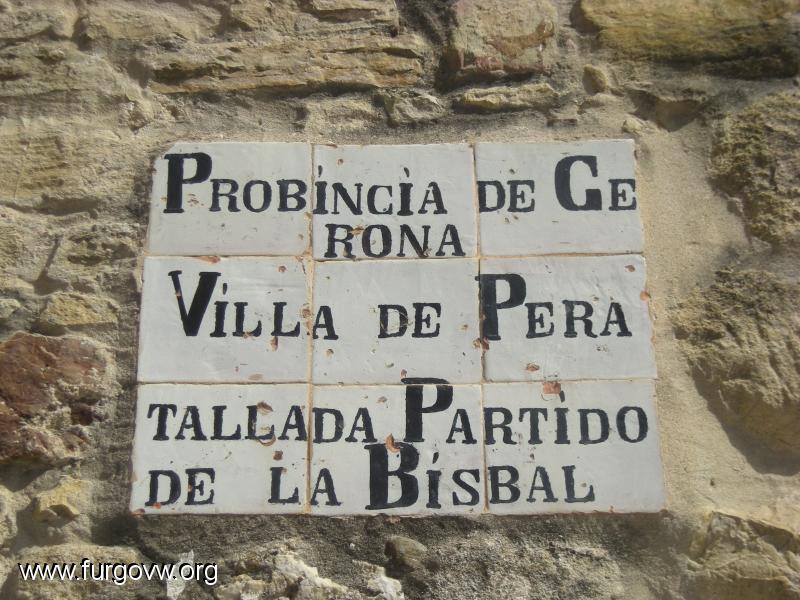 PROBINCIA DE GE
RONA
VILLA DE PERA
TALLADA PARTIDO
DE LA BISBAL
www.furgovw.org